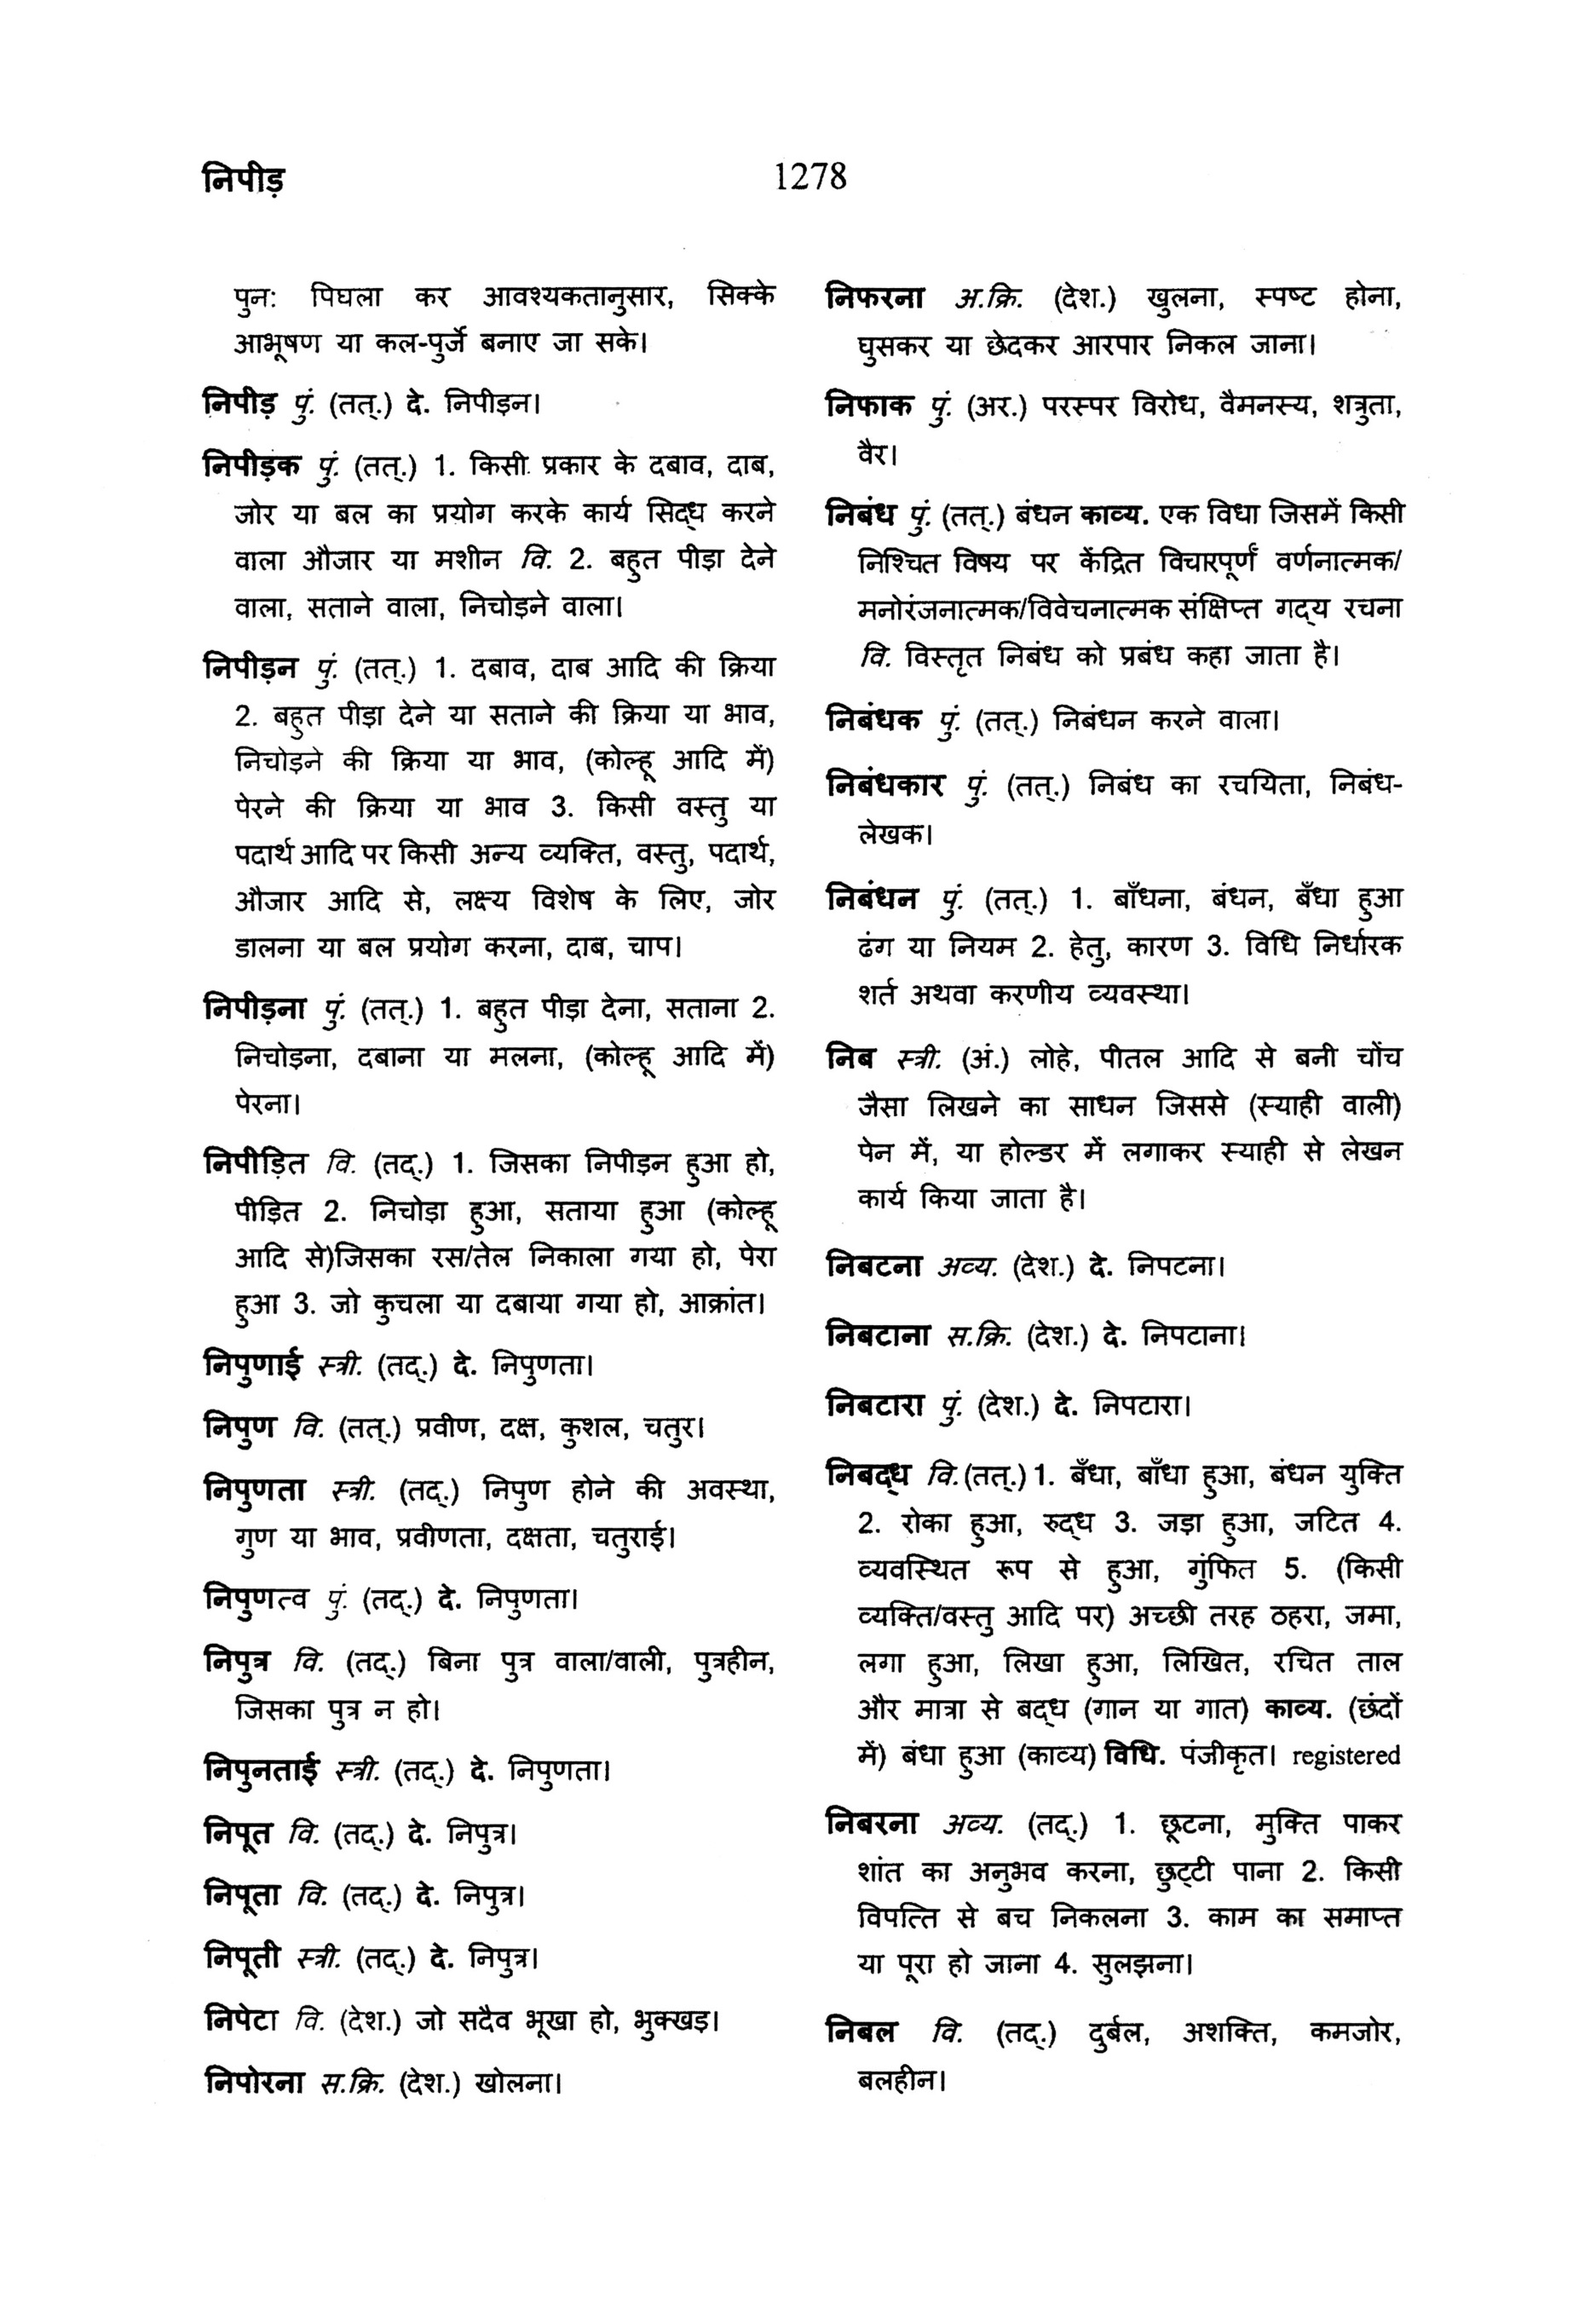 निपीड़
1278
पुन: पिघला कर आवश्यकतानुसार, सिक्के
आभूषण या कल-पुर्जे बनाए जा सके।
निपीड़ पुं. (तत्.) दे. निपीड़न।
निपीड़क पुं. (तत्.) 1. किसी प्रकार के दबाव, दाब,
जोर या बल का प्रयोग करके कार्य सिद्ध करने
वाला औजार या मशीन वि. 2. बहुत पीड़ा देने
वाला, सताने वाला, निचोड़ने वाला।
निपीड़न पुं. (तत्.) 1. दबाव, दाब आदि की क्रिया
2. बहुत पीड़ा देने या सताने की क्रिया या भाव,
निचोड़ने की क्रिया या भाव, (कोल्हू आदि में)
पेरने की क्रिया या भाव 3. किसी वस्तु या
पदार्थ आदि पर किसी अन्य व्यक्ति, वस्तु, पदार्थ,
औजार आदि से, लक्ष्य विशेष के लिए, जोर
डालना या बल प्रयोग करना, दाब, चाप।
निपीड़ना पुं. (तत्.) 1. बहुत पीड़ा देना, सताना 2.
निचोड़ना, दबाना या मलना, (कोल्हू आदि में)
पेरना।
निपीड़ित वि. (तद्.) 1. जिसका निपीड़न हुआ हो,
पीड़ित 2. निचोड़ा हुआ, सताया हुआ (कोल्हू
आदि से)जिसका रस/तेल निकाला गया हो, पेरा
हुआ 3. जो कुचला या दबाया गया हो, आक्रांत।
निपुणाई स्त्री. (तद्.) दे. निपुणता।
निपुण वि. (तत्.) प्रवीण, दक्ष, कुशल, चतुर।
निपुणता स्त्री. (तद्.) निपुण होने की अवस्था,
गुण या भाव, प्रवीणता, दक्षता, चतुराई।
निपुणत्व पुं. (तद्.) दे. निपुणता।
निपुत्र वि. (तद्.) बिना पुत्र वाला/वाली, पुत्रहीन,
जिसका पुत्र न हो।
निपुनताई स्त्री. (तद्.) दे. निपुणता।
निपूत वि. (तद्.) दे. निपुत्र।
निपूता वि. (तद्.) दे. निपुत्र।
निपूती स्त्री. (तद्.) दे. निपुत्र।
निपेटा वि. (देश.) जो सदैव भूखा हो, भुक्खड़।
निपोरना स.क्रि. (देश.) खोलना।
निफरना अ.क्रि. (देश.) खुलना, स्पष्ट होना,
घुसकर या छेदकर आरपार निकल जाना।
निफाक पुं. (अर.) परस्पर विरोध, वैमनस्य, शत्रुता,
वैर।
निबंध पुं. (तत्.) बंधन काव्य. एक विधा जिसमें किसी
निश्चित विषय पर केंद्रित विचारपूर्ण वर्णनात्मक/
मनोरंजनात्मक/विवेचनात्मक संक्षिप्त गद्य रचना
वि. विस्तृत निबंध को प्रबंध कहा जाता है।
निबंधक पुं. (तत्.) निबंधन करने वाला।
निबंधकार पुं. (तत्.) निबंध का रचयिता, निबंध-
लेखक।
निबंधन पुं. (तत्.) 1. बाँधना, बंधन, बँधा हुआ
ढंग या नियम 2. हेतु, कारण 3. विधि निर्धारक
शर्त अथवा करणीय व्यवस्था।
निब स्त्री. (अं.) लोहे, पीतल आदि से बनी चोंच
जैसा लिखने का साधन जिससे (स्याही वाली)
पेन में, या होल्डर में लगाकर स्याही से लेखन
कार्य किया जाता है।
निबटना अव्य. (देश.) दे. निपटना।
निबटाना स.क्रि. (देश.) दे. निपटाना।
निबटारा पुं. (देश.) दे. निपटारा।
निबद्ध वि.(तत्.) 1. बँधा, बाँधा हुआ, बंधन युक्ति
2. रोका हुआ, रुद्ध 3. जड़ा हुआ, जटित 4.
व्यवस्थित रूप से हुआ, गुंफित 5. (किसी
व्यक्ति/वस्तु आदि पर) अच्छी तरह ठहरा, जमा,
लगा हुआ, लिखा हुआ, लिखित, रचित ताल
और मात्रा से बद्ध (गान या गात) काव्य. (छंदों
में) बंधा हुआ (काव्य) विधि. पंजीकृत। registered
निबरना अव्य. (तद्.) 1. छूटना, मुक्ति पाकर
शांत का अनुभव करना, छुट्टी पाना 2. किसी
विपत्ति से बच निकलना 3. काम का समाप्त
या पूरा हो जाना 4. सुलझना।
निबल वि. (तद्.) दुर्बल, अशक्ति, कमजोर,
बलहीन।